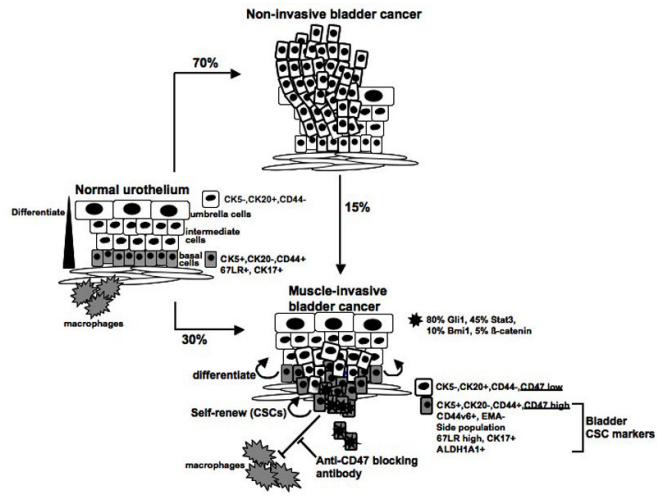 Non-invasive bladder cancer
70%
Normal urothelium
CK5-,CK20+,CD44-
umbrella cells
Differentiate
intermediate
cells
basal
cells
CK5+,CK20-,CD44+
67LR+, CK17+
macrophages
15%
30%
Muscle-invasive
bladder cancer
80% Gli1, 45% Stat3,
10% Bmi1, 5% ß-catenin
differentiate
CK5-,CK20+,CD44-,CD47 low
Self-renew (CSCs)
CK5+,CK20-,CD44+,CD47 high
CD44v6+, EMA-
Side population
67LR high, CK17+
ALDH1A1+
Bladder
CSC markers
macrophages
Anti-CD47 blocking
antibody